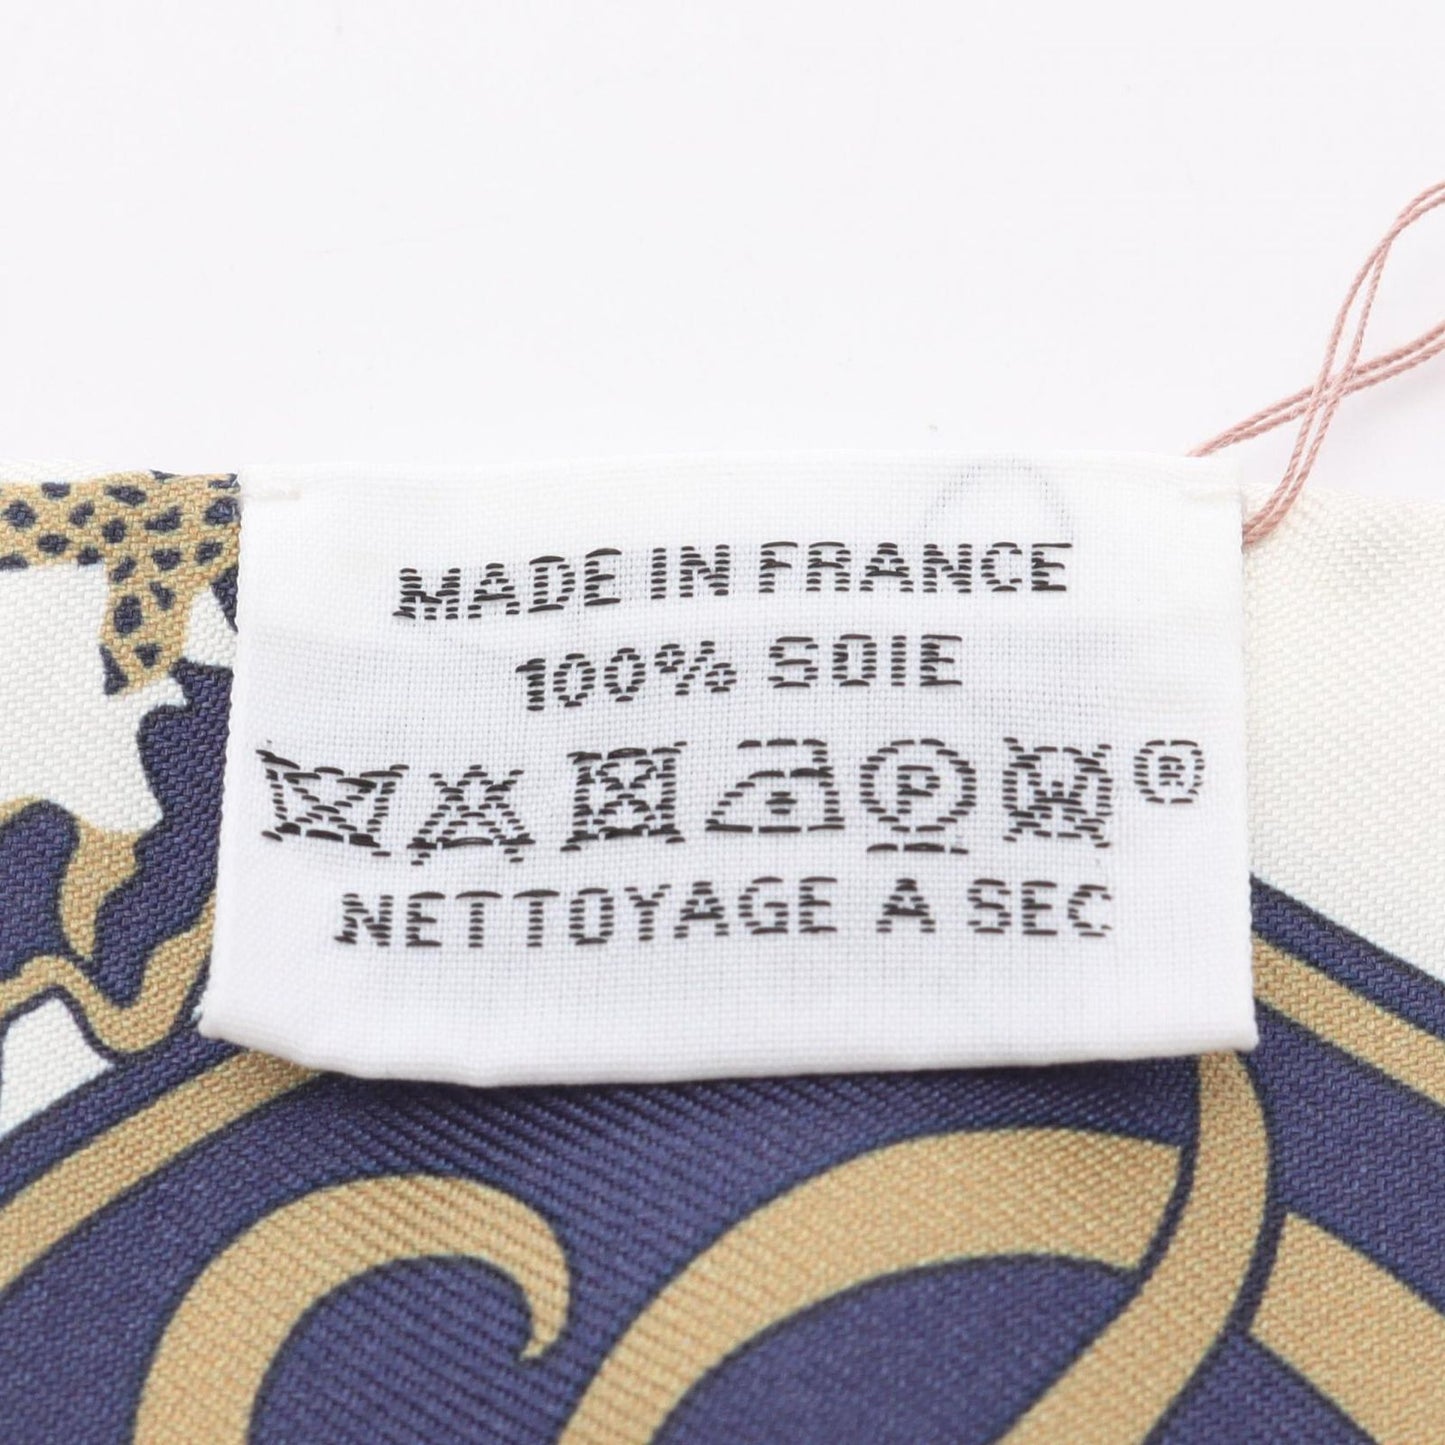 MADE IN FRANCE
100% SOIE
P W ®
NETTOYAGE A SEC